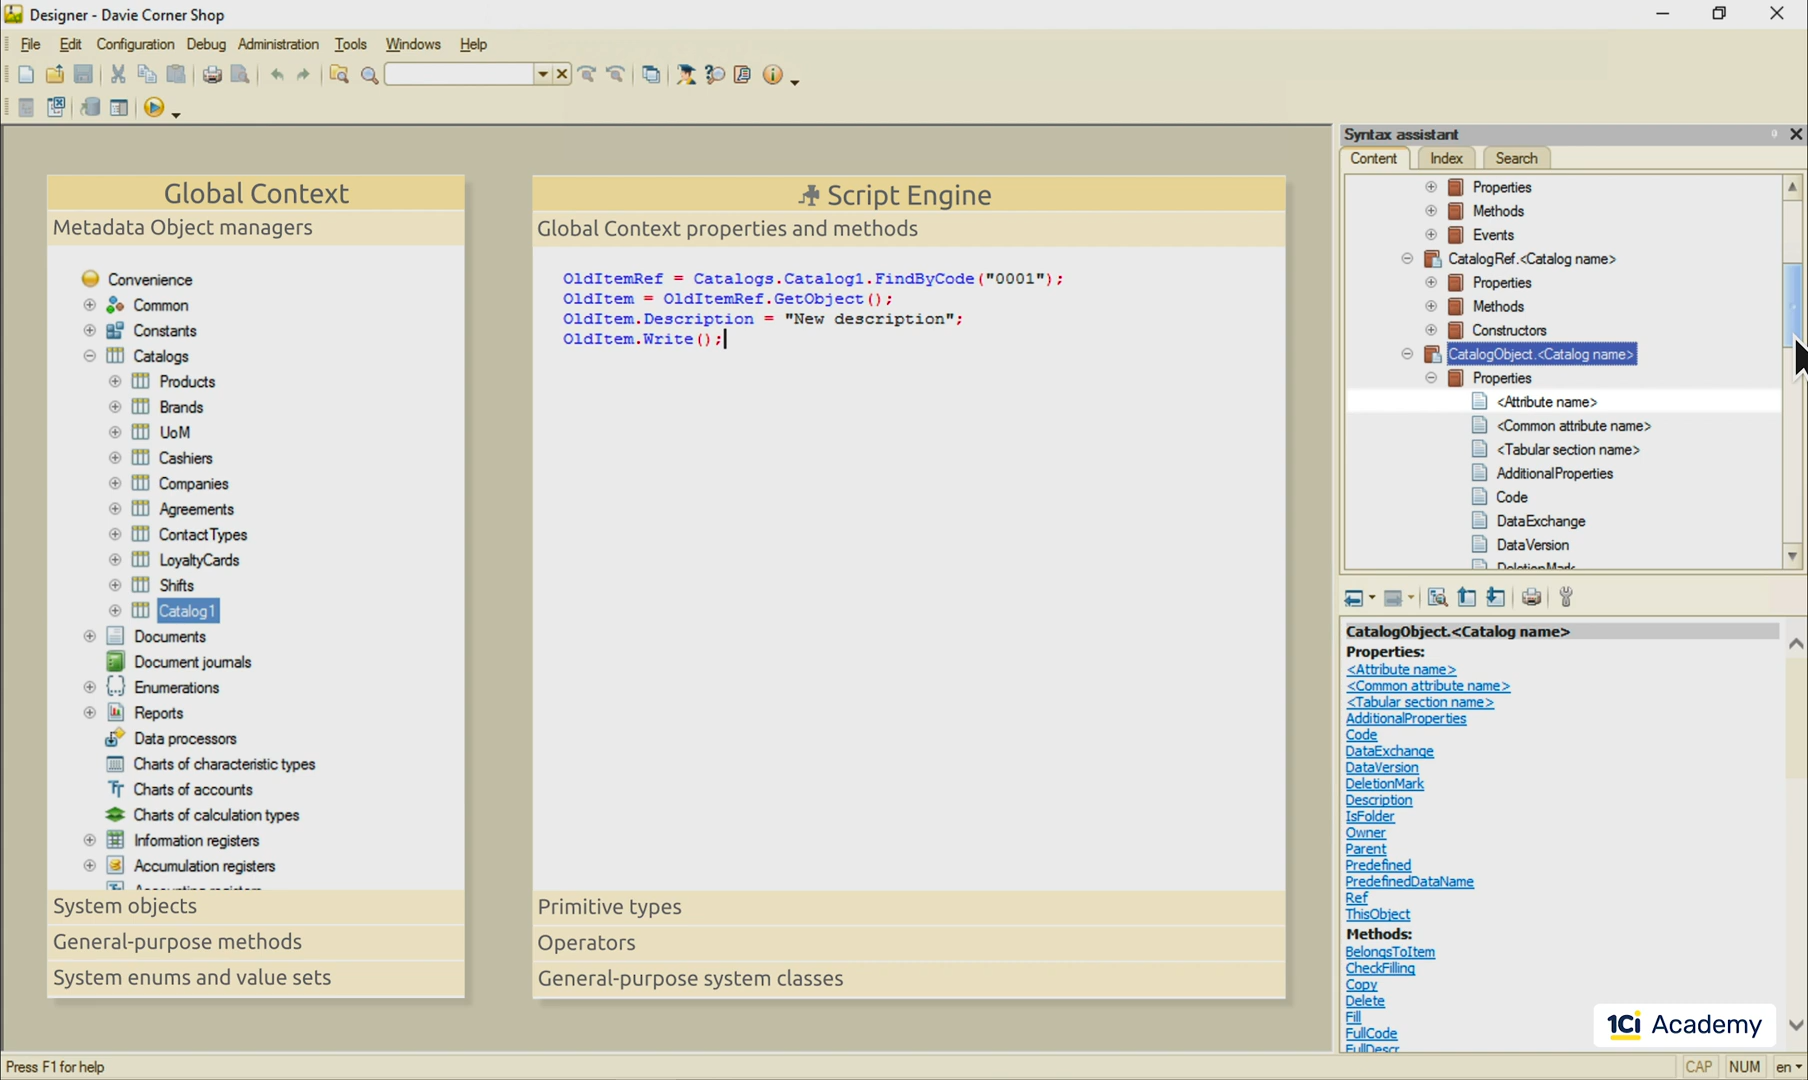 Designer - Davie Corner Shop
File Edit Configuration Debug Administration Tools Windows Help
Global Context
Metadata Object managers
Convenience
Common
Constants
Catalogs
Products
Brands
UoM
Cashiers
Companies
Agreements
ContactTypes
LoyaltyCards
Shifts
Catalog1
Documents
Document journals
Enumerations
Reports
Data processors
Charts of characteristic types
Charts of accounts
Charts of calculation types
Information registers
Accumulation registers
Accounting registers
System objects
General-purpose methods
System enums and value sets
Script Engine
Global Context properties and methods
OldItemRef = Catalogs.Catalog1.FindByCode("0001");
OldItem = OldItemRef.GetObject();
OldItem.Description = "New description";
OldItem.Write();
Primitive types
Operators
General-purpose system classes
Syntax assistant
Content Index Search
Properties
Methods
Events
CatalogRef.<Catalog name>
Properties
Methods
Constructors
CatalogObject.<Catalog name>
Properties
<Attribute name>
<Common attribute name>
<Tabular section name>
AdditionalProperties
Code
DataExchange
DataVersion
DeletionMark
CatalogObject.<Catalog name>
Properties:
<Attribute name>
<Common attribute name>
<Tabular section name>
AdditionalProperties
Code
DataExchange
DataVersion
DeletionMark
Description
IsFolder
Owner
Parent
Predefined
PredefinedDataName
Ref
ThisObject
Methods:
BelongsToItem
CheckFilling
Copy
Delete
Fill
FullCode
FullDescr
1Ci Academy
Press F1 for help
CAP NUM en